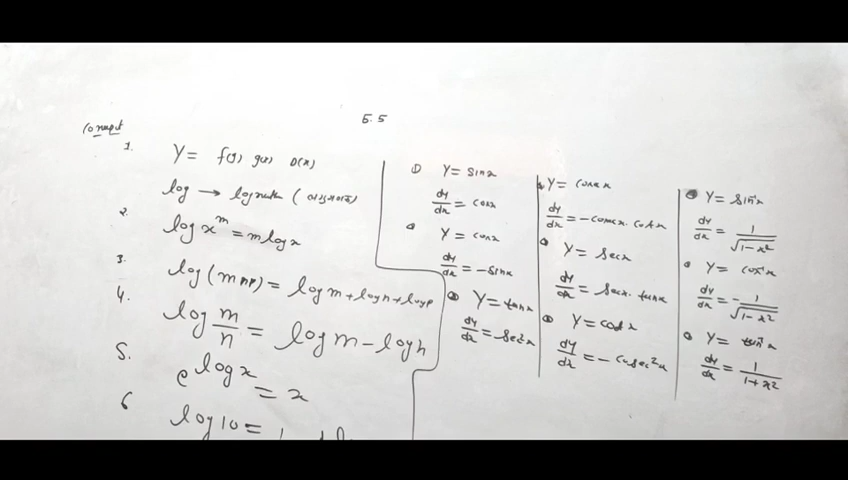 5.5
Concept
1. Y = f(x) g(x) D(x)
log → logarithm
2. log x^m = m log x
3. log(mnp) = log m + log n + log p
4. log m/n = log m - log n
5. e^log x = x
6 log 10 = 1
① Y = sin x
dy/dx = cos x
Y = cos x
dy/dx = - sin x
Y = tan x
dy/dx = sec²x
Y = cosec x
dy/dx = - cosec x. cot x
Y = sec x
dy/dx = sec x. tan x
Y = cot x
dy/dx = - cosec²x
Y = sin⁻¹x
dy/dx = 1/√(1-x²)
Y = cos⁻¹x
dy/dx = - 1/√(1-x²)
Y = tan⁻¹x
dy/dx = 1/(1+x²)